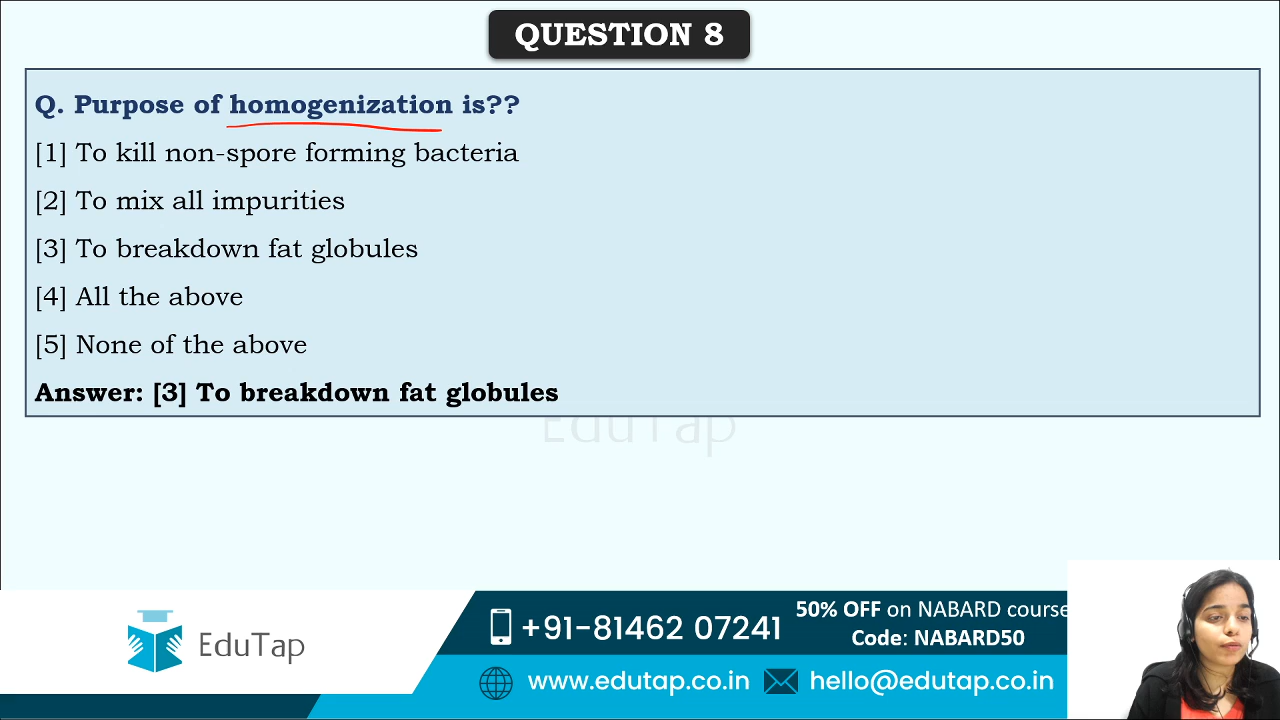 QUESTION 8
Q. Purpose of homogenization is??
[1] To kill non-spore forming bacteria
[2] To mix all impurities
[3] To breakdown fat globules
[4] All the above
[5] None of the above
Answer: [3] To breakdown fat globules
EduTap
EduTap
+91-81462 07241
50% OFF on NABARD course
Code: NABARD50
www.edutap.co.in
hello@edutap.co.in